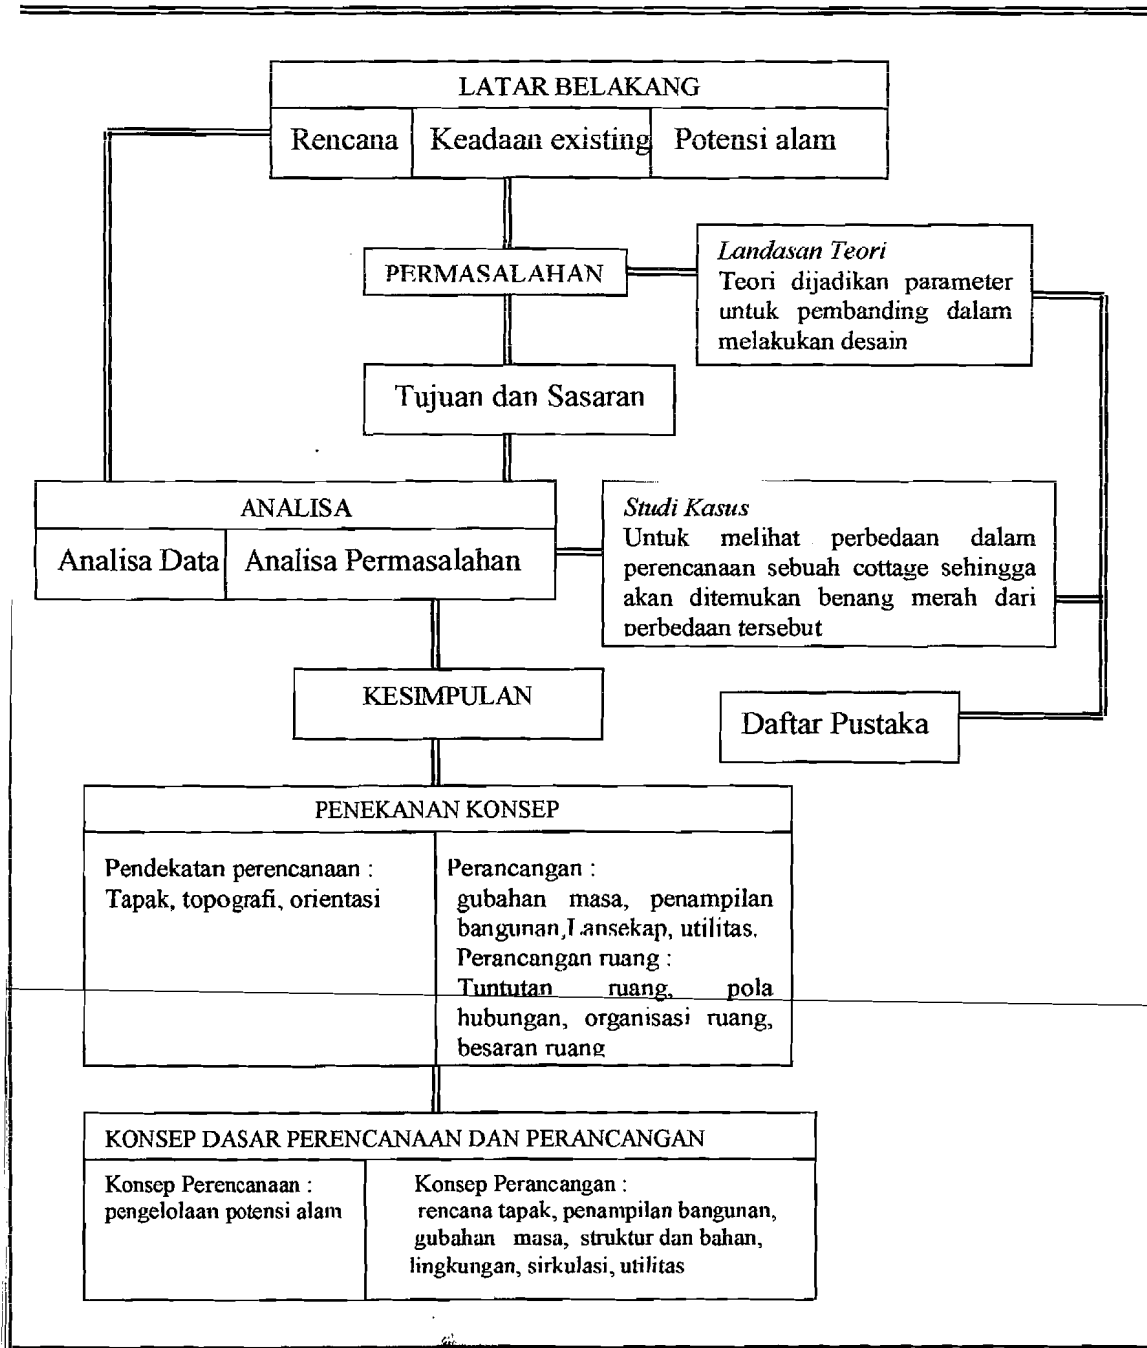 LATAR BELAKANG
Rencana
Keadaan existing
Potensi alam
PERMASALAHAN
Landasan Teori
Teori dijadikan parameter
untuk pembanding dalam
melakukan desain
Tujuan dan Sasaran
ANALISA
Analisa Data
Analisa Permasalahan
Studi Kasus
Untuk melihat perbedaan dalam
perencanaan sebuah cottage sehingga
akan ditemukan benang merah dari
perbedaan tersebut
KESIMPULAN
Daftar Pustaka
PENEKANAN KONSEP
Pendekatan perencanaan :
Tapak, topografi, orientasi
Perancangan :
gubahan masa, penampilan
bangunan,Lansekap, utilitas.
Perancangan ruang :
Tuntutan ruang, pola
hubungan, organisasi ruang,
besaran ruang
KONSEP DASAR PERENCANAAN DAN PERANCANGAN
Konsep Perencanaan :
pengelolaan potensi alam
Konsep Perancangan :
rencana tapak, penampilan bangunan,
gubahan masa, struktur dan bahan,
lingkungan, sirkulasi, utilitas